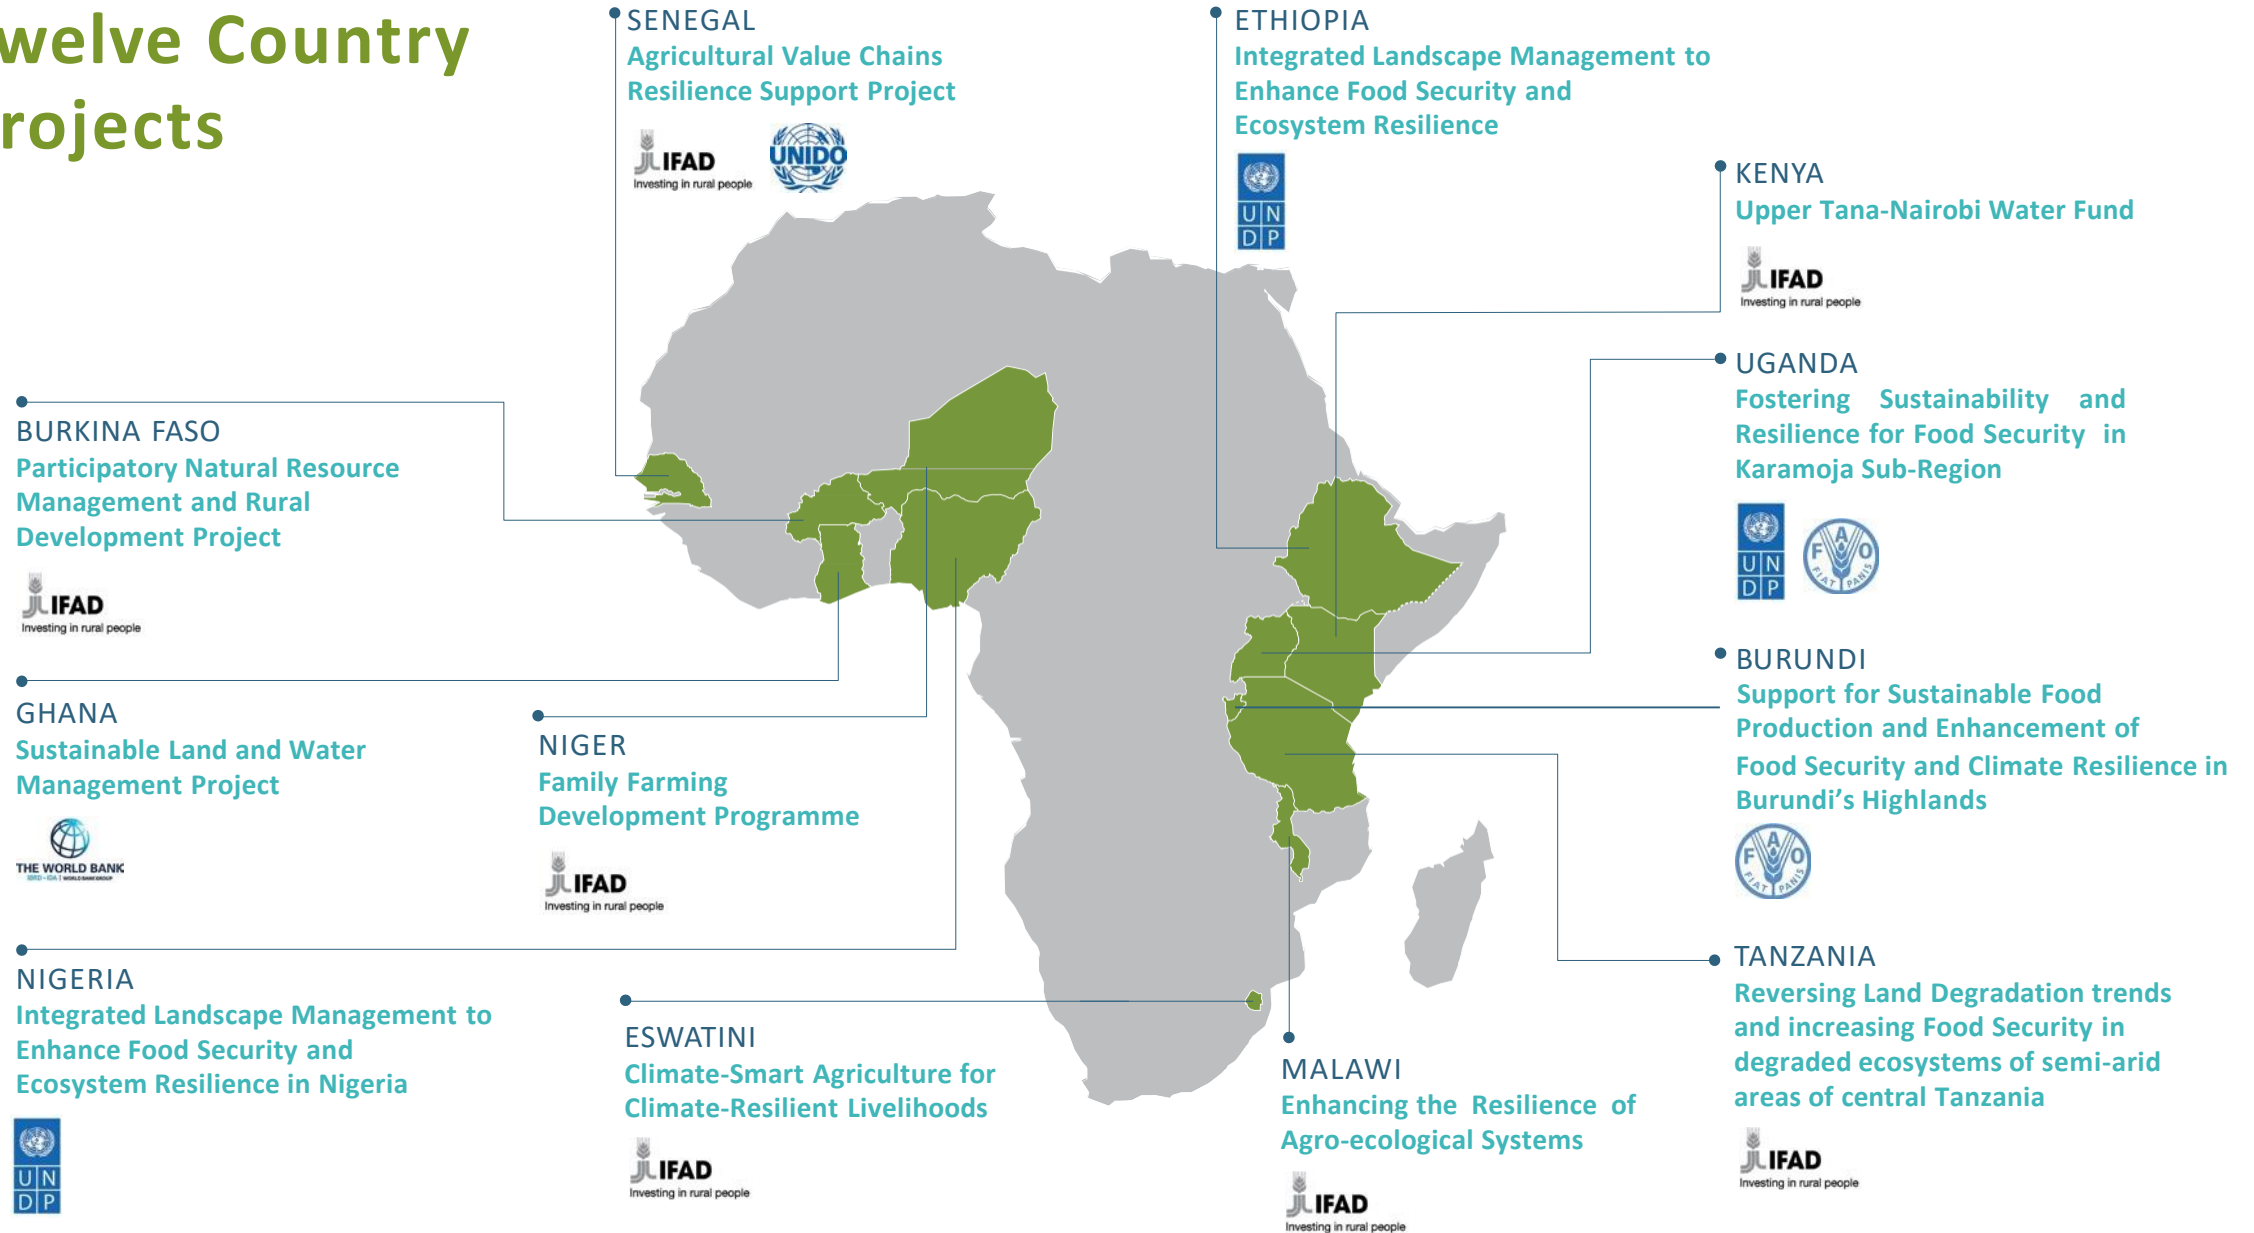 welve Country
rojects
SENEGAL
Agricultural Value Chains
Resilience Support Project
IFAD
Investing in rural people
UNIDO
ETHIOPIA
Integrated Landscape Management to
Enhance Food Security and
Ecosystem Resilience
U N
D P
KENYA
Upper Tana-Nairobi Water Fund
IFAD
Investing in rural people
UGANDA
Fostering Sustainability and
Resilience for Food Security in
Karamoja Sub-Region
U N
D P
F A O
FIAT PANIS
BURKINA FASO
Participatory Natural Resource
Management and Rural
Development Project
IFAD
Investing in rural people
BURUNDI
Support for Sustainable Food
Production and Enhancement of
Food Security and Climate Resilience in
Burundi’s Highlands
F A O
FIAT PANIS
GHANA
Sustainable Land and Water
Management Project
THE WORLD BANK
IBRD - IDA | WORLD BANK GROUP
NIGER
Family Farming
Development Programme
IFAD
Investing in rural people
NIGERIA
Integrated Landscape Management to
Enhance Food Security and
Ecosystem Resilience in Nigeria
U N
D P
ESWATINI
Climate-Smart Agriculture for
Climate-Resilient Livelihoods
IFAD
Investing in rural people
MALAWI
Enhancing the Resilience of
Agro-ecological Systems
IFAD
Investing in rural people
TANZANIA
Reversing Land Degradation trends
and increasing Food Security in
degraded ecosystems of semi-arid
areas of central Tanzania
IFAD
Investing in rural people